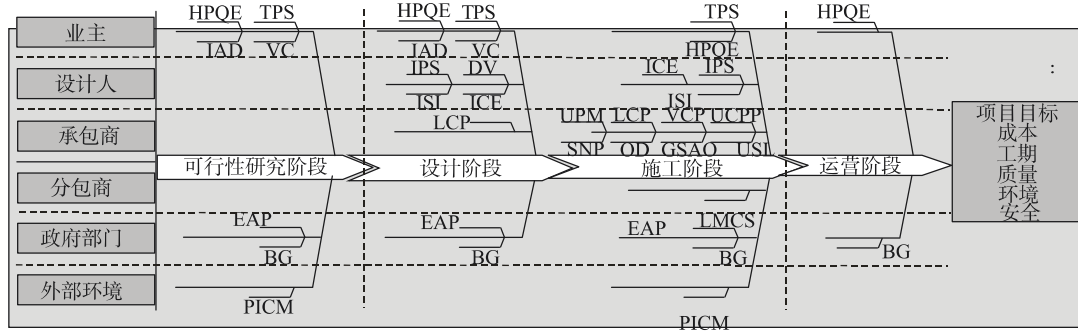 HPQE TPS HPQE TPS TPS HPQE
业主
IAD VC IAD VC HPQE
IPS DV ICE IPS
设计人
ISI ICE ISI
UPM LCP VCP UCPP
LCP
承包商
SNP QD GSAQ USL
可行性研究阶段 设计阶段 施工阶段 运营阶段
分包商
项目目标
成本
工期
质量
环境
安全
EAP EAP EAP LMCS
政府部门
BG BG BG BG
外部环境
PICM PICM